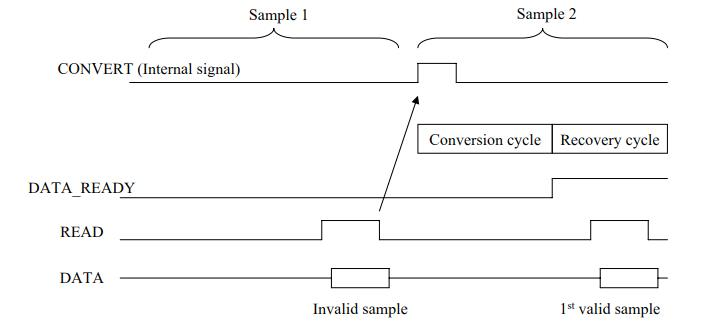 Sample 1
Sample 2
CONVERT (Internal signal)
Conversion cycle
Recovery cycle
DATA_READY
READ
DATA
Invalid sample
1st valid sample